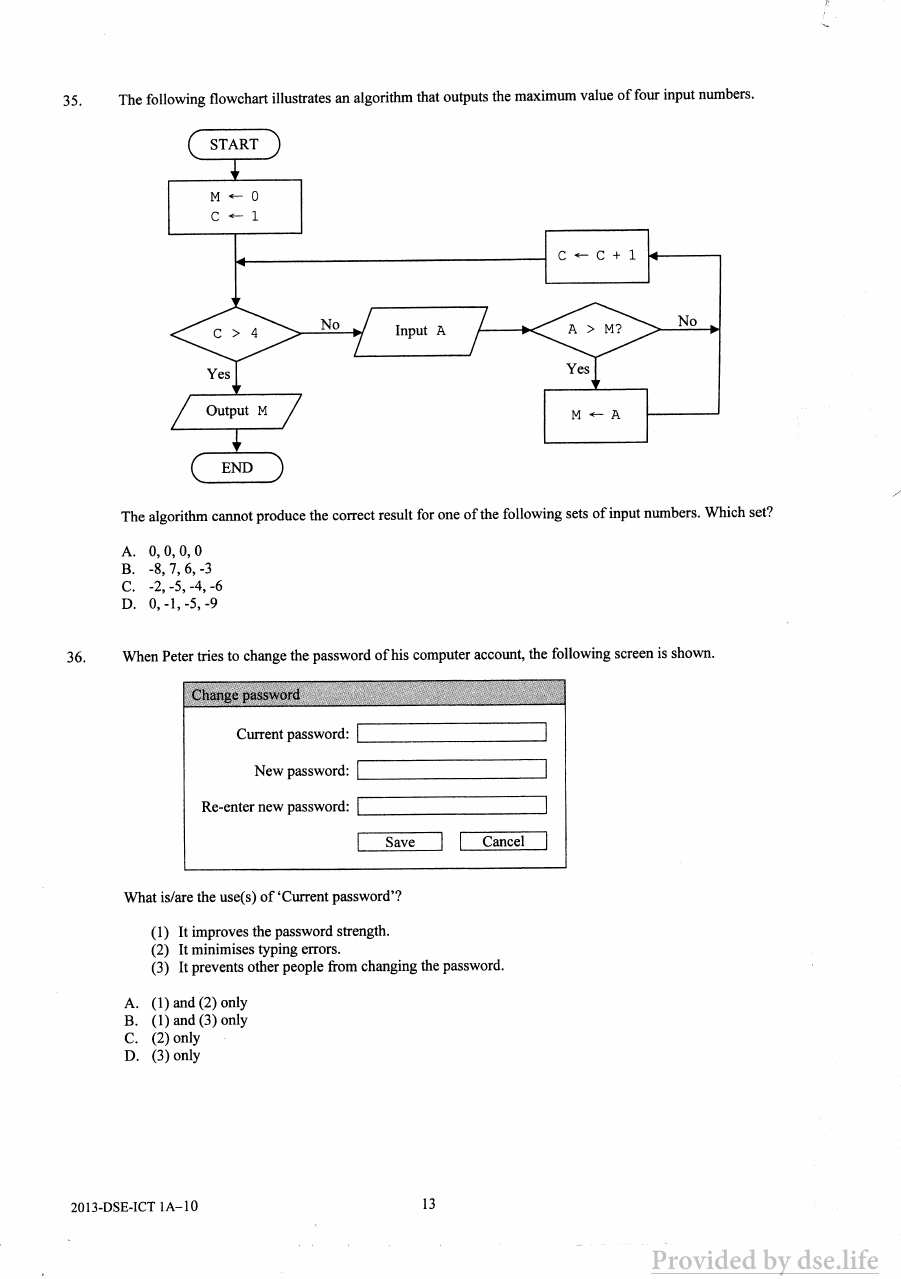 35. The following flowchart illustrates an algorithm that outputs the maximum value of four input numbers.
START
M ← 0
C ← 1
C ← C + 1
C > 4
No
Input A
A > M?
No
Yes
Yes
Output M
M ← A
END
The algorithm cannot produce the correct result for one of the following sets of input numbers. Which set?
A. 0, 0, 0, 0
B. -8, 7, 6, -3
C. -2, -5, -4, -6
D. 0, -1, -5, -9
36. When Peter tries to change the password of his computer account, the following screen is shown.
Change password
Current password:
New password:
Re-enter new password:
Save Cancel
What is/are the use(s) of ‘Current password’?
(1) It improves the password strength.
(2) It minimises typing errors.
(3) It prevents other people from changing the password.
A. (1) and (2) only
B. (1) and (3) only
C. (2) only
D. (3) only
2013-DSE-ICT 1A–10 13
Provided by dse.life